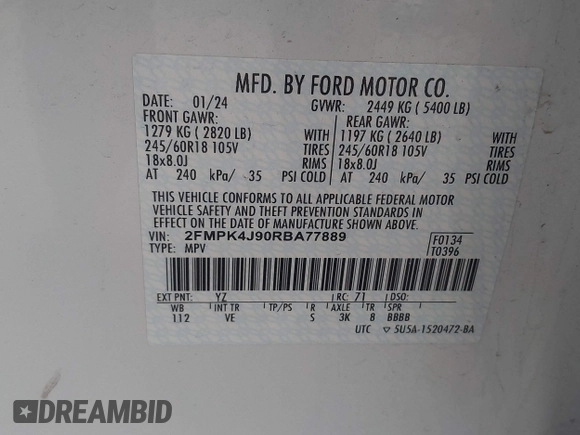 MFD. BY FORD MOTOR CO.
DATE: 01/24 GVWR: 2449 KG ( 5400 LB)
FRONT GAWR: REAR GAWR:
1279 KG ( 2820 LB) WITH 1197 KG ( 2640 LB) WITH
245/60R18 105V TIRES 245/60R18 105V TIRES
18x8.0J RIMS 18x8.0J RIMS
AT 240 kPa/ 35 PSI COLD AT 240 kPa/ 35 PSI COLD
THIS VEHICLE CONFORMS TO ALL APPLICABLE FEDERAL MOTOR
VEHICLE SAFETY AND THEFT PREVENTION STANDARDS IN
EFFECT ON THE DATE OF MANUFACTURE SHOWN ABOVE.
VIN: 2FMPK4J90RBA77889 F0134
TYPE: MPV T0396
EXT PNT: YZ RC: 71 DSO:
WB INT TR TP/PS R AXLE TR SPR
112 VE S 3K 8 BBBB
UTC ▽ 5U5A-1520472-BA
DREAMBID